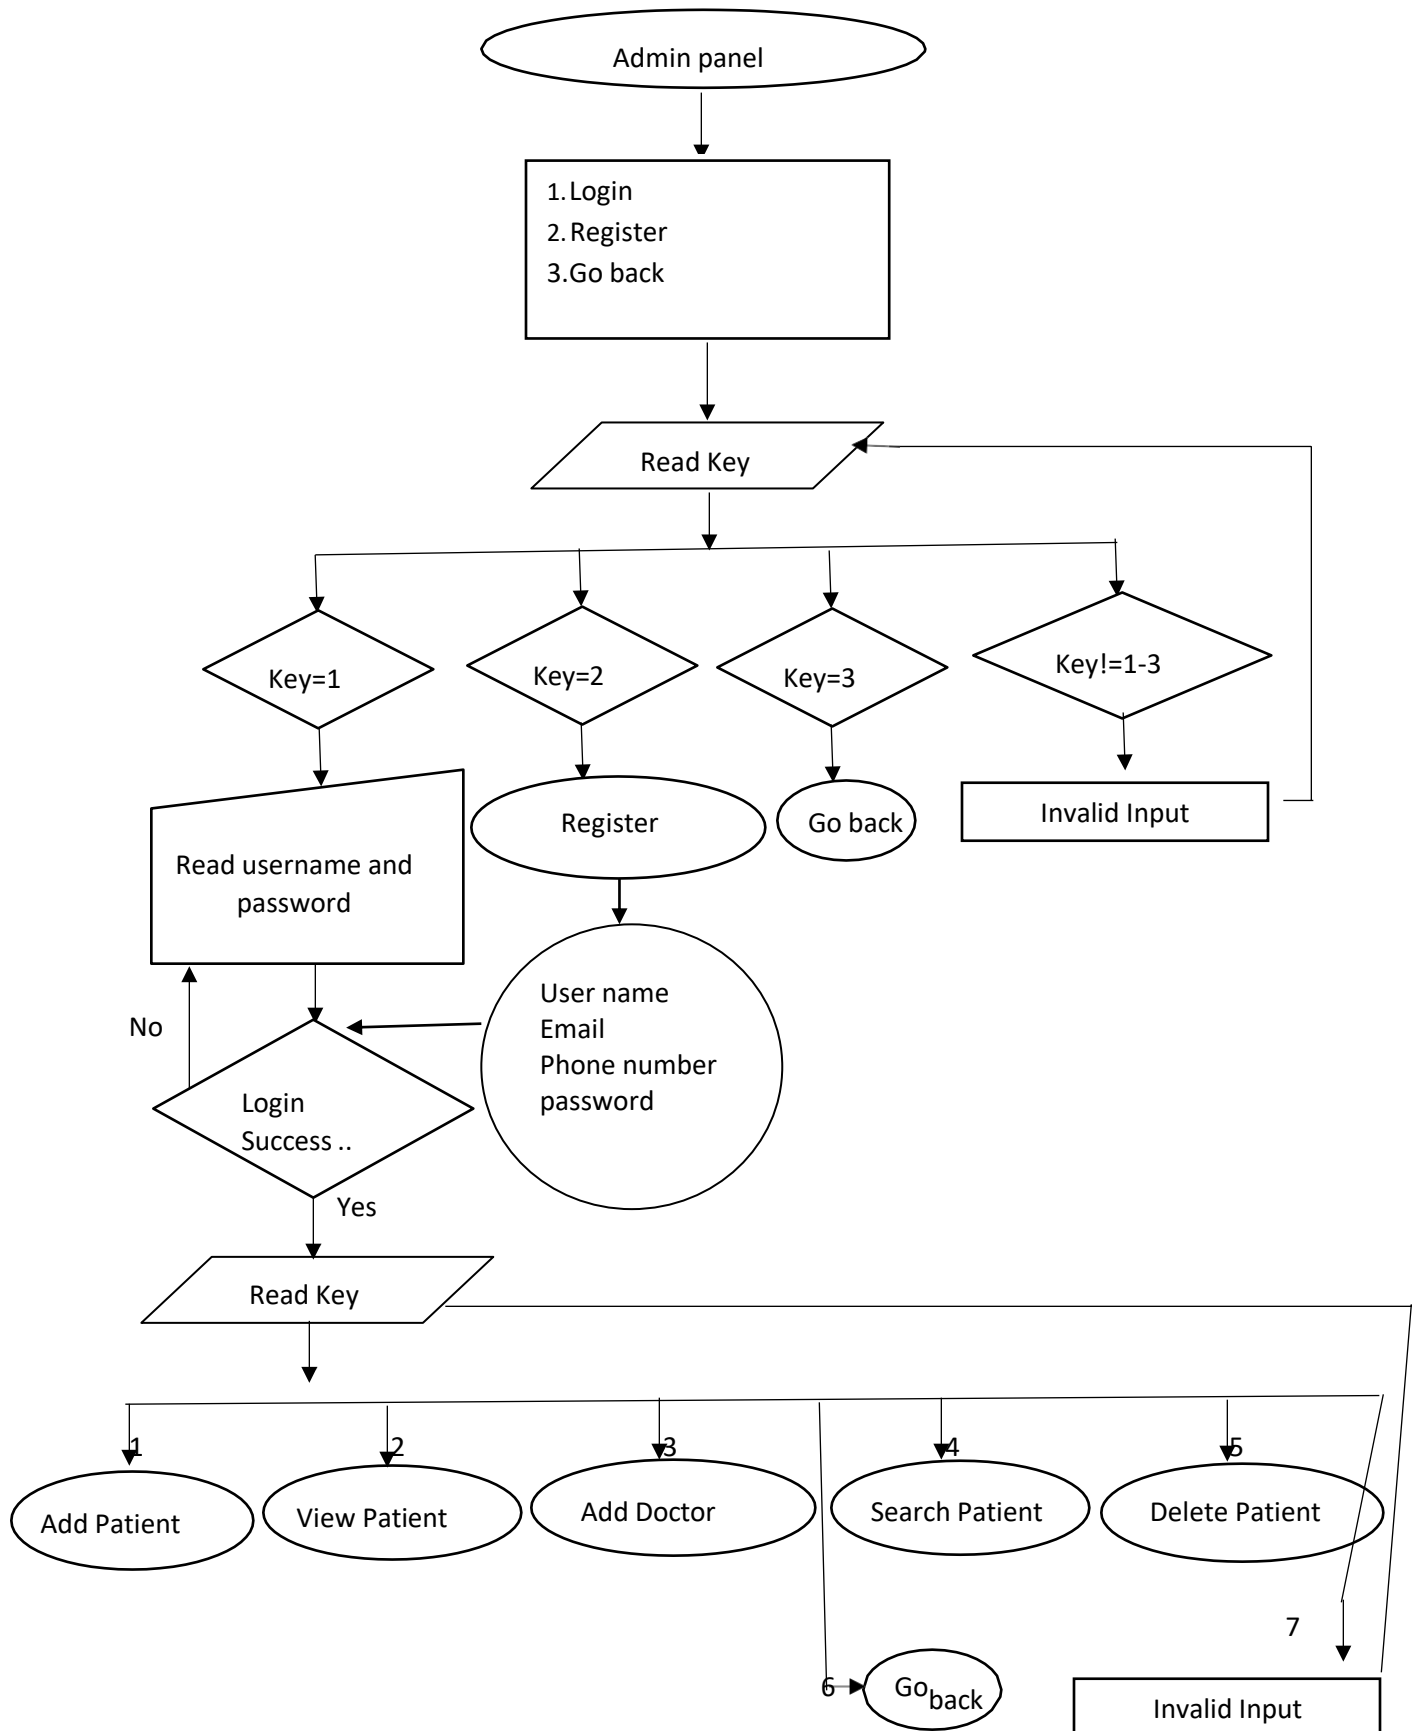 Admin panel
1.Login
2.Register
3.Go back
Read Key
Key=1
Key=2
Key=3
Key!=1-3
Read username and
password
Register
Go back
Invalid Input
No
User name
Email
Phone number
password
Login
Success ..
Yes
Read Key
1
2
3
4
5
Add Patient
View Patient
Add Doctor
Search Patient
Delete Patient
7
6
Go back
Invalid Input